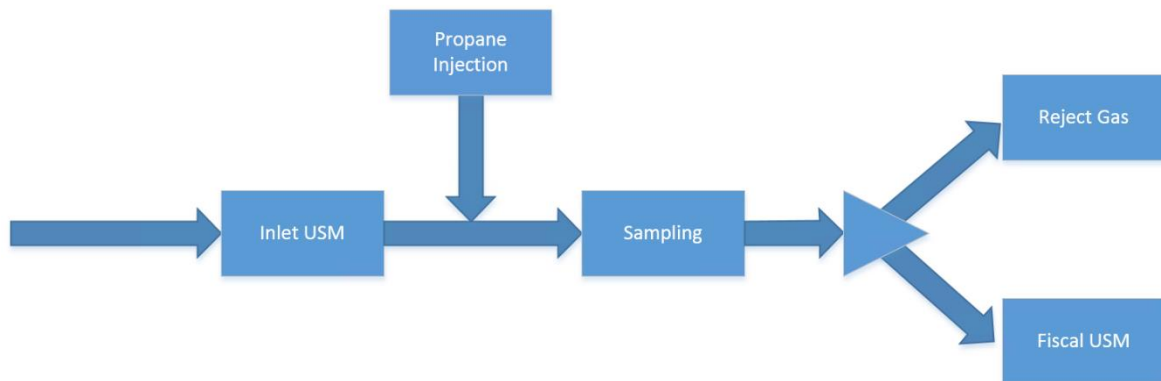 Propane
Injection
Reject Gas
Inlet USM
Sampling
Fiscal USM